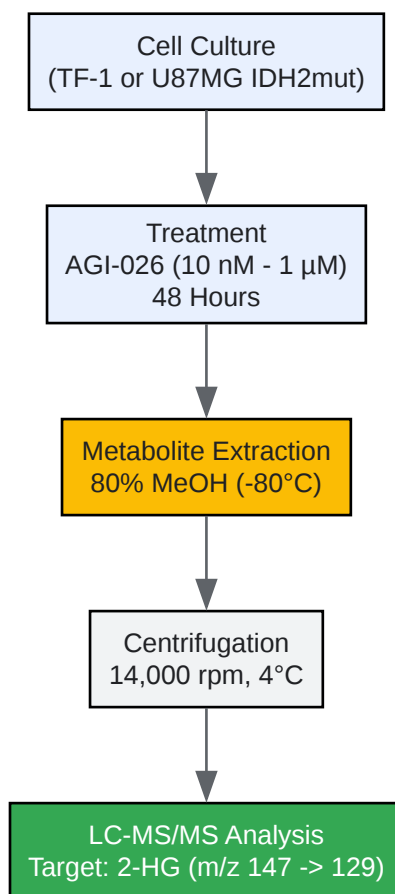 Cell Culture
(TF-1 or U87MG IDH2mut)
Treatment
AGI-026 (10 nM - 1 µM)
48 Hours
Metabolite Extraction
80% MeOH (-80°C)
Centrifugation
14,000 rpm, 4°C
LC-MS/MS Analysis
Target: 2-HG (m/z 147 -> 129)